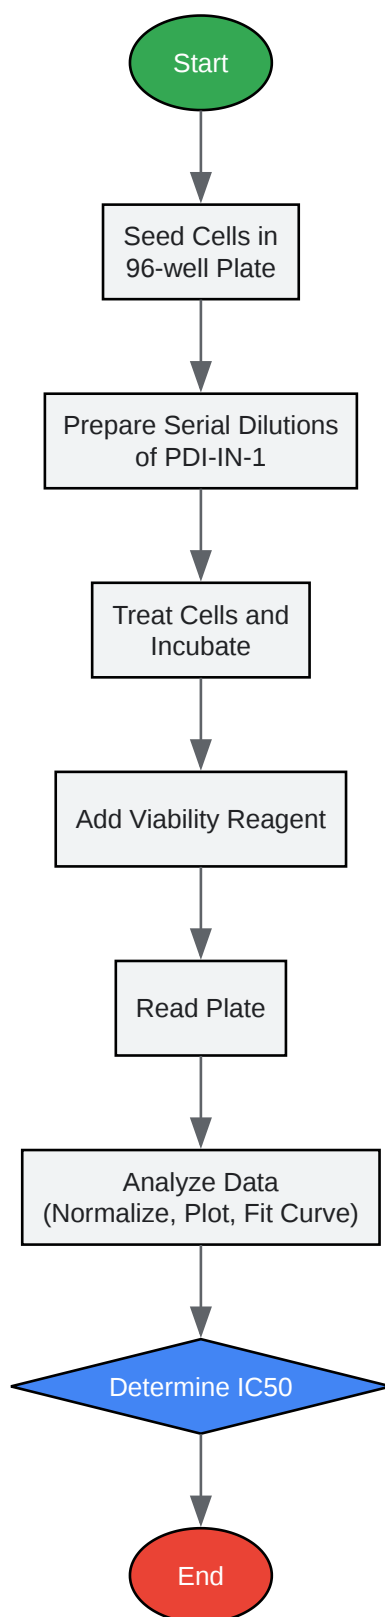 Start
Seed Cells in
96-well Plate
Prepare Serial Dilutions
of PDI-IN-1
Treat Cells and
Incubate
Add Viability Reagent
Read Plate
Analyze Data
(Normalize, Plot, Fit Curve)
Determine IC50
End